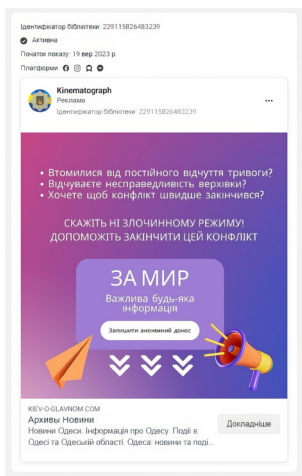 Ідентифікатор бібліотеки: 229115826483239
Активна
Початок показу: 19 вер 2023 р.
Платформи
Kinematograph
Реклама
Ідентифікатор бібліотеки: 229115826483239
• Втомилися від постійного відчуття тривоги?
• Відчуваєте несправедливість верхівки?
• Хочете щоб конфлікт швидше закінчився?
СКАЖІТЬ НІ ЗЛОЧИННОМУ РЕЖИМУ!
ДОПОМОЖІТЬ ЗАКІНЧИТИ ЦЕЙ КОНФЛІКТ
ЗА МИР
Важлива будь-яка
інформація
Залишити анонімний донос
KIEV-O-GLAVNOM.COM
Архивы Новини
Докладніше
Новини Одеси. Інформація про Одесу. Події в
Одесі та Одеській області. Одеса: новини та поді...